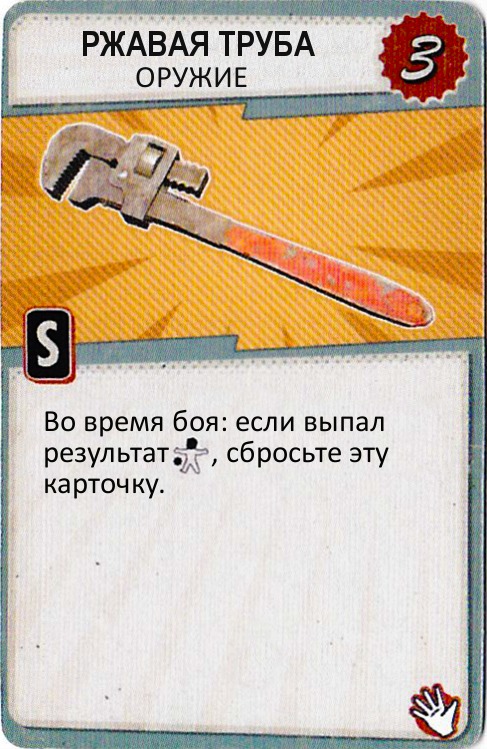 РЖАВАЯ ТРУБА
ОРУЖИЕ
3
S
Во время боя: если выпал
результат , сбросьте эту
карточку.